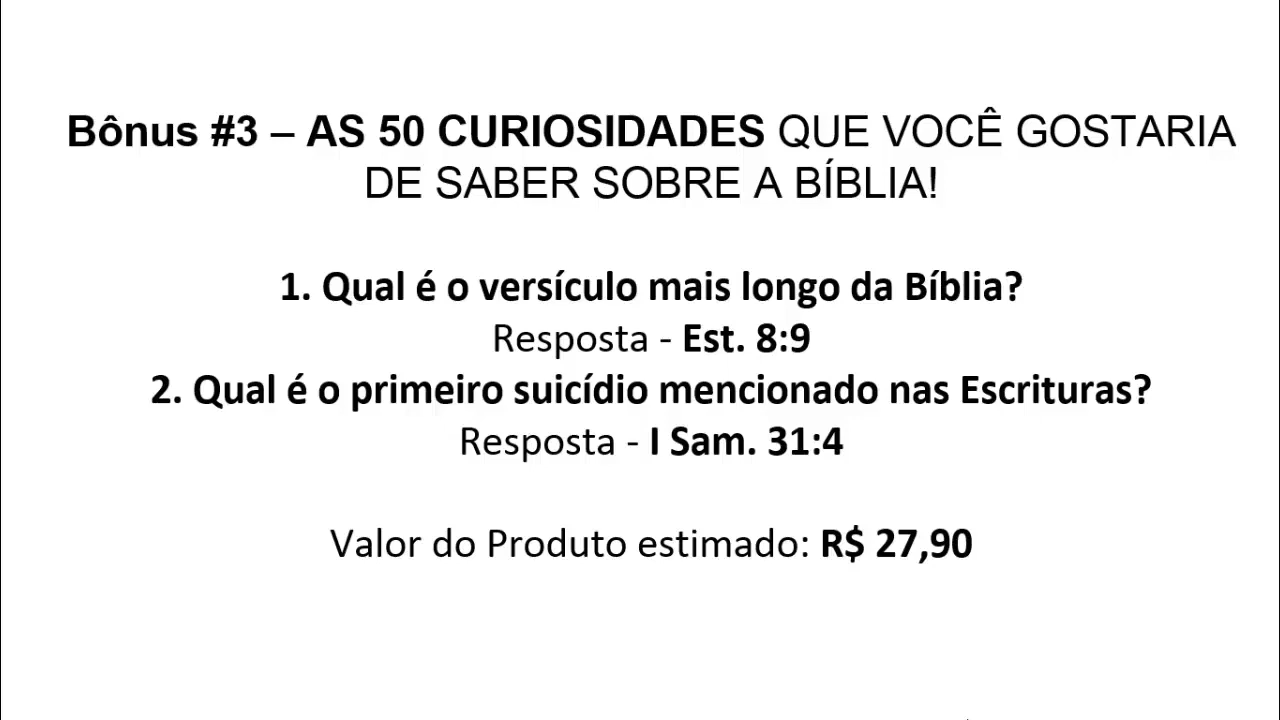 Bônus #3 – AS 50 CURIOSIDADES QUE VOCÊ GOSTARIA
DE SABER SOBRE A BÍBLIA!
1. Qual é o versículo mais longo da Bíblia?
Resposta - Est. 8:9
2. Qual é o primeiro suicídio mencionado nas Escrituras?
Resposta - I Sam. 31:4
Valor do Produto estimado: R$ 27,90